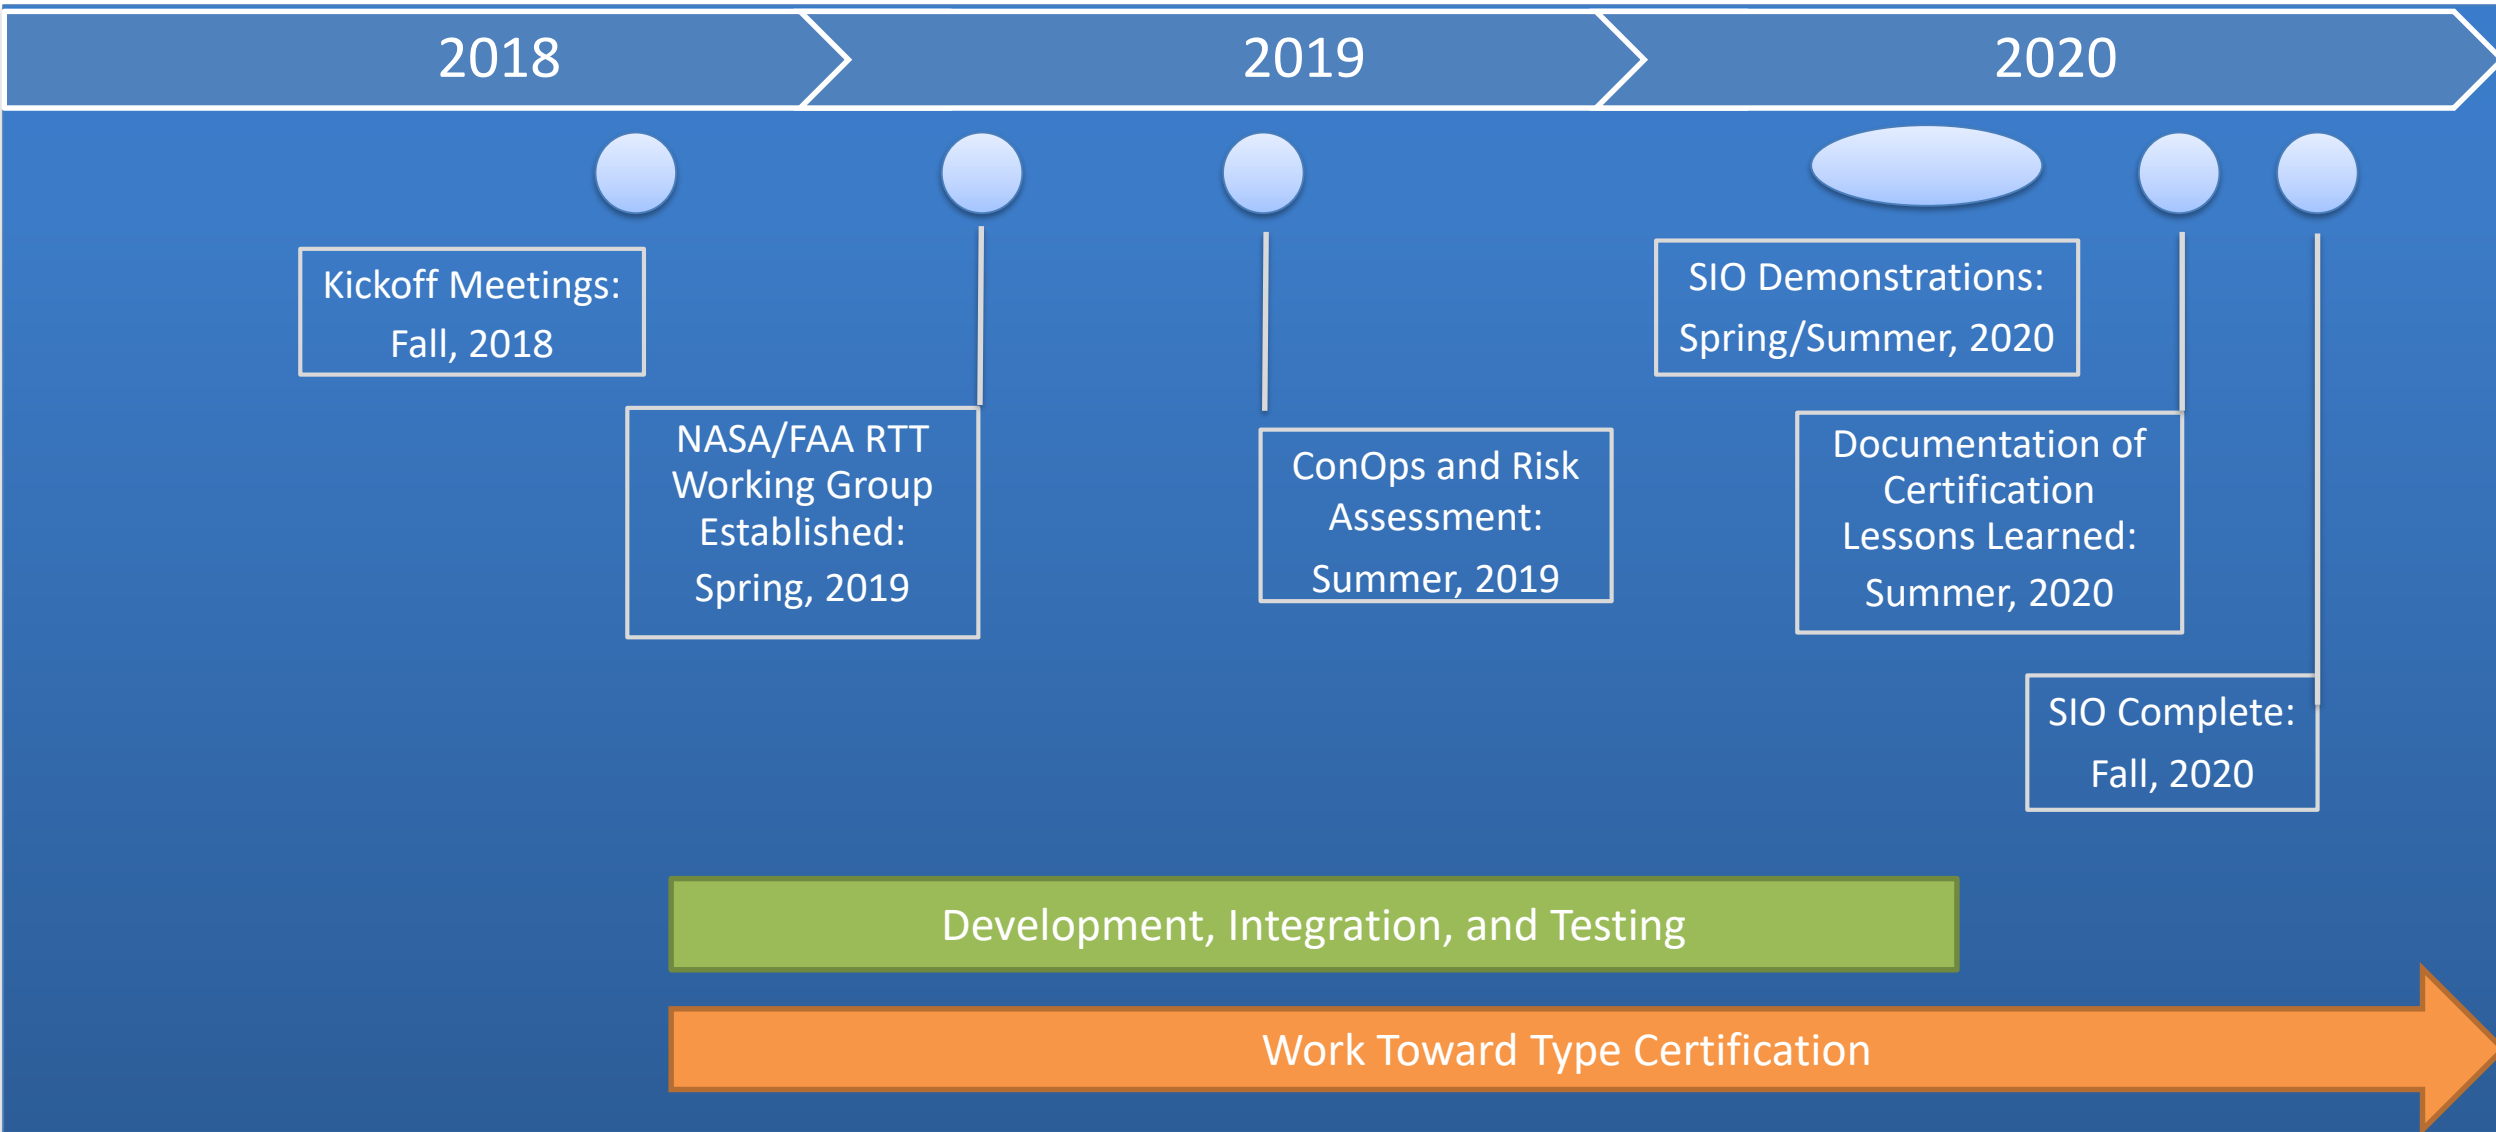 2018
2019
2020
Kickoff Meetings:
Fall, 2018
NASA/FAA RTT
Working Group
Established:
Spring, 2019
ConOps and Risk
Assessment:
Summer, 2019
SIO Demonstrations:
Spring/Summer, 2020
Documentation of
Certification
Lessons Learned:
Summer, 2020
SIO Complete:
Fall, 2020
Development, Integration, and Testing
Work Toward Type Certification